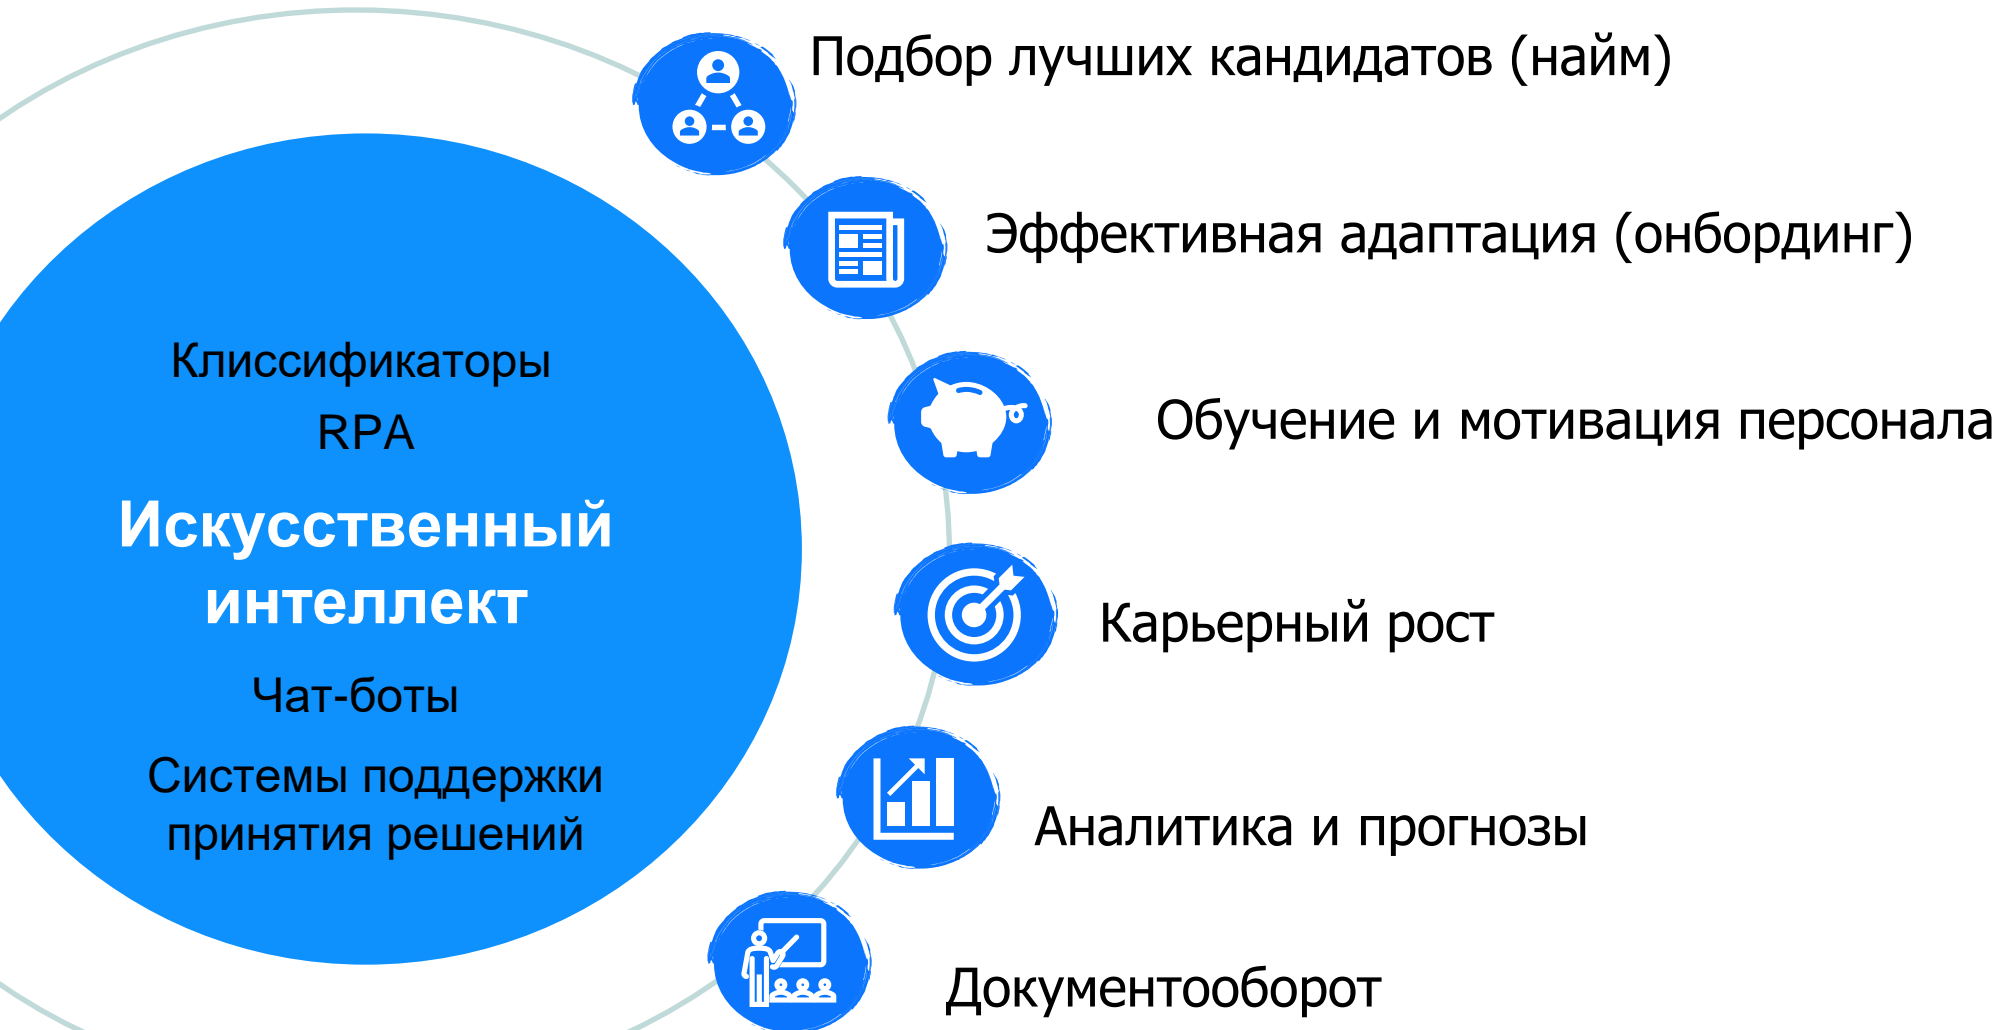 Подбор лучших кандидатов (найм)
Эффективная адаптация (онбординг)
Обучение и мотивация персонала
Карьерный рост
Аналитика и прогнозы
Документооборот
Клиссификаторы
RPA
Искусственный
интеллект
Чат-боты
Системы поддержки
принятия решений